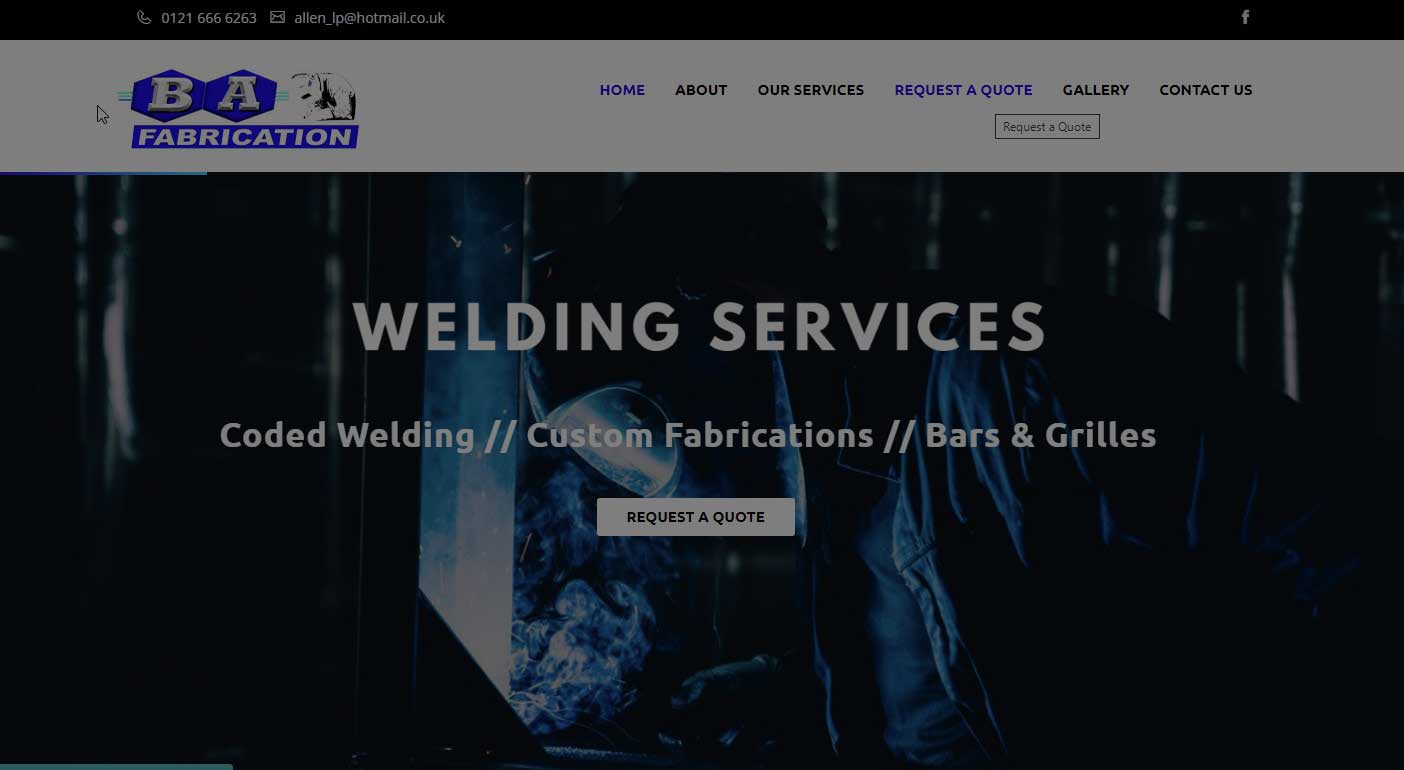 0121 666 6263 allen_lp@hotmail.co.uk
BA
FABRICATION
HOME ABOUT OUR SERVICES REQUEST A QUOTE GALLERY CONTACT US
Request a Quote
WELDING SERVICES
Coded Welding // Custom Fabrications // Bars & Grilles
REQUEST A QUOTE